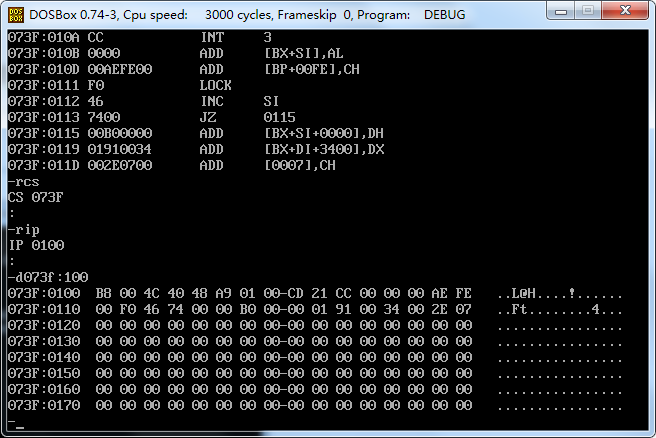 DOSBox 0.74-3, Cpu speed:    3000 cycles, Frameskip  0, Program:    DEBUG
073F:010A CC            INT     3
073F:010B 0000          ADD     [BX+SI],AL
073F:010D 00AEFE00      ADD     [BP+00FE],CH
073F:0111 F0            LOCK
073F:0112 46            INC     SI
073F:0113 7400          JZ      0115
073F:0115 00B00000      ADD     [BX+SI+0000],DH
073F:0119 01910034      ADD     [BX+DI+3400],DX
073F:011D 002E0700      ADD     [0007],CH
-rcs
CS 073F
:
-rip
IP 0100
:
-d073f:100
073F:0100  B8 00 4C 40 48 A9 01 00-CD 21 CC 00 00 00 AE FE   ..L@H....!......
073F:0110  00 F0 46 74 00 00 B0 00-00 01 91 00 34 00 2E 07   ..Ft........4...
073F:0120  00 00 00 00 00 00 00 00-00 00 00 00 00 00 00 00   ................
073F:0130  00 00 00 00 00 00 00 00-00 00 00 00 00 00 00 00   ................
073F:0140  00 00 00 00 00 00 00 00-00 00 00 00 00 00 00 00   ................
073F:0150  00 00 00 00 00 00 00 00-00 00 00 00 00 00 00 00   ................
073F:0160  00 00 00 00 00 00 00 00-00 00 00 00 00 00 00 00   ................
073F:0170  00 00 00 00 00 00 00 00-00 00 00 00 00 00 00 00   ................
-_